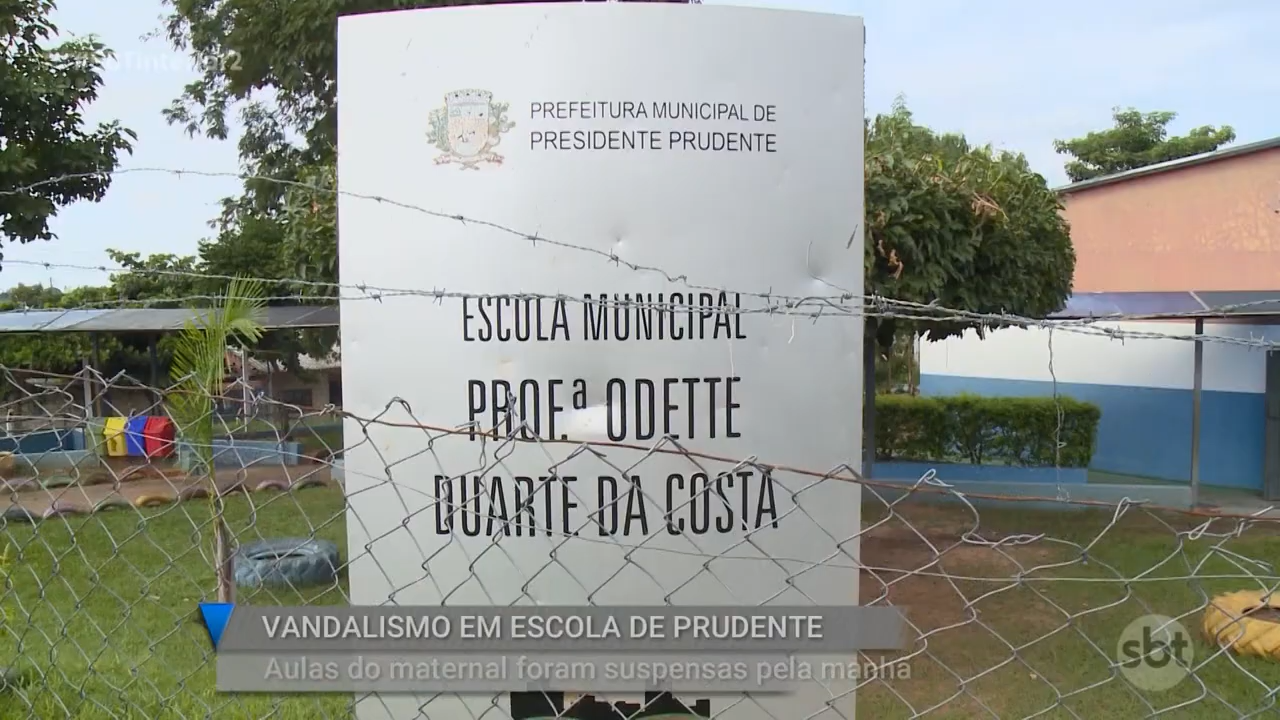 PREFEITURA MUNICIPAL DE
PRESIDENTE PRUDENTE
ESCOLA MUNICIPAL
PROF.ª ODETTE
DUARTE DA COSTA
VANDALISMO EM ESCOLA DE PRUDENTE
Aulas do maternal foram suspensas pela manhã
sbt